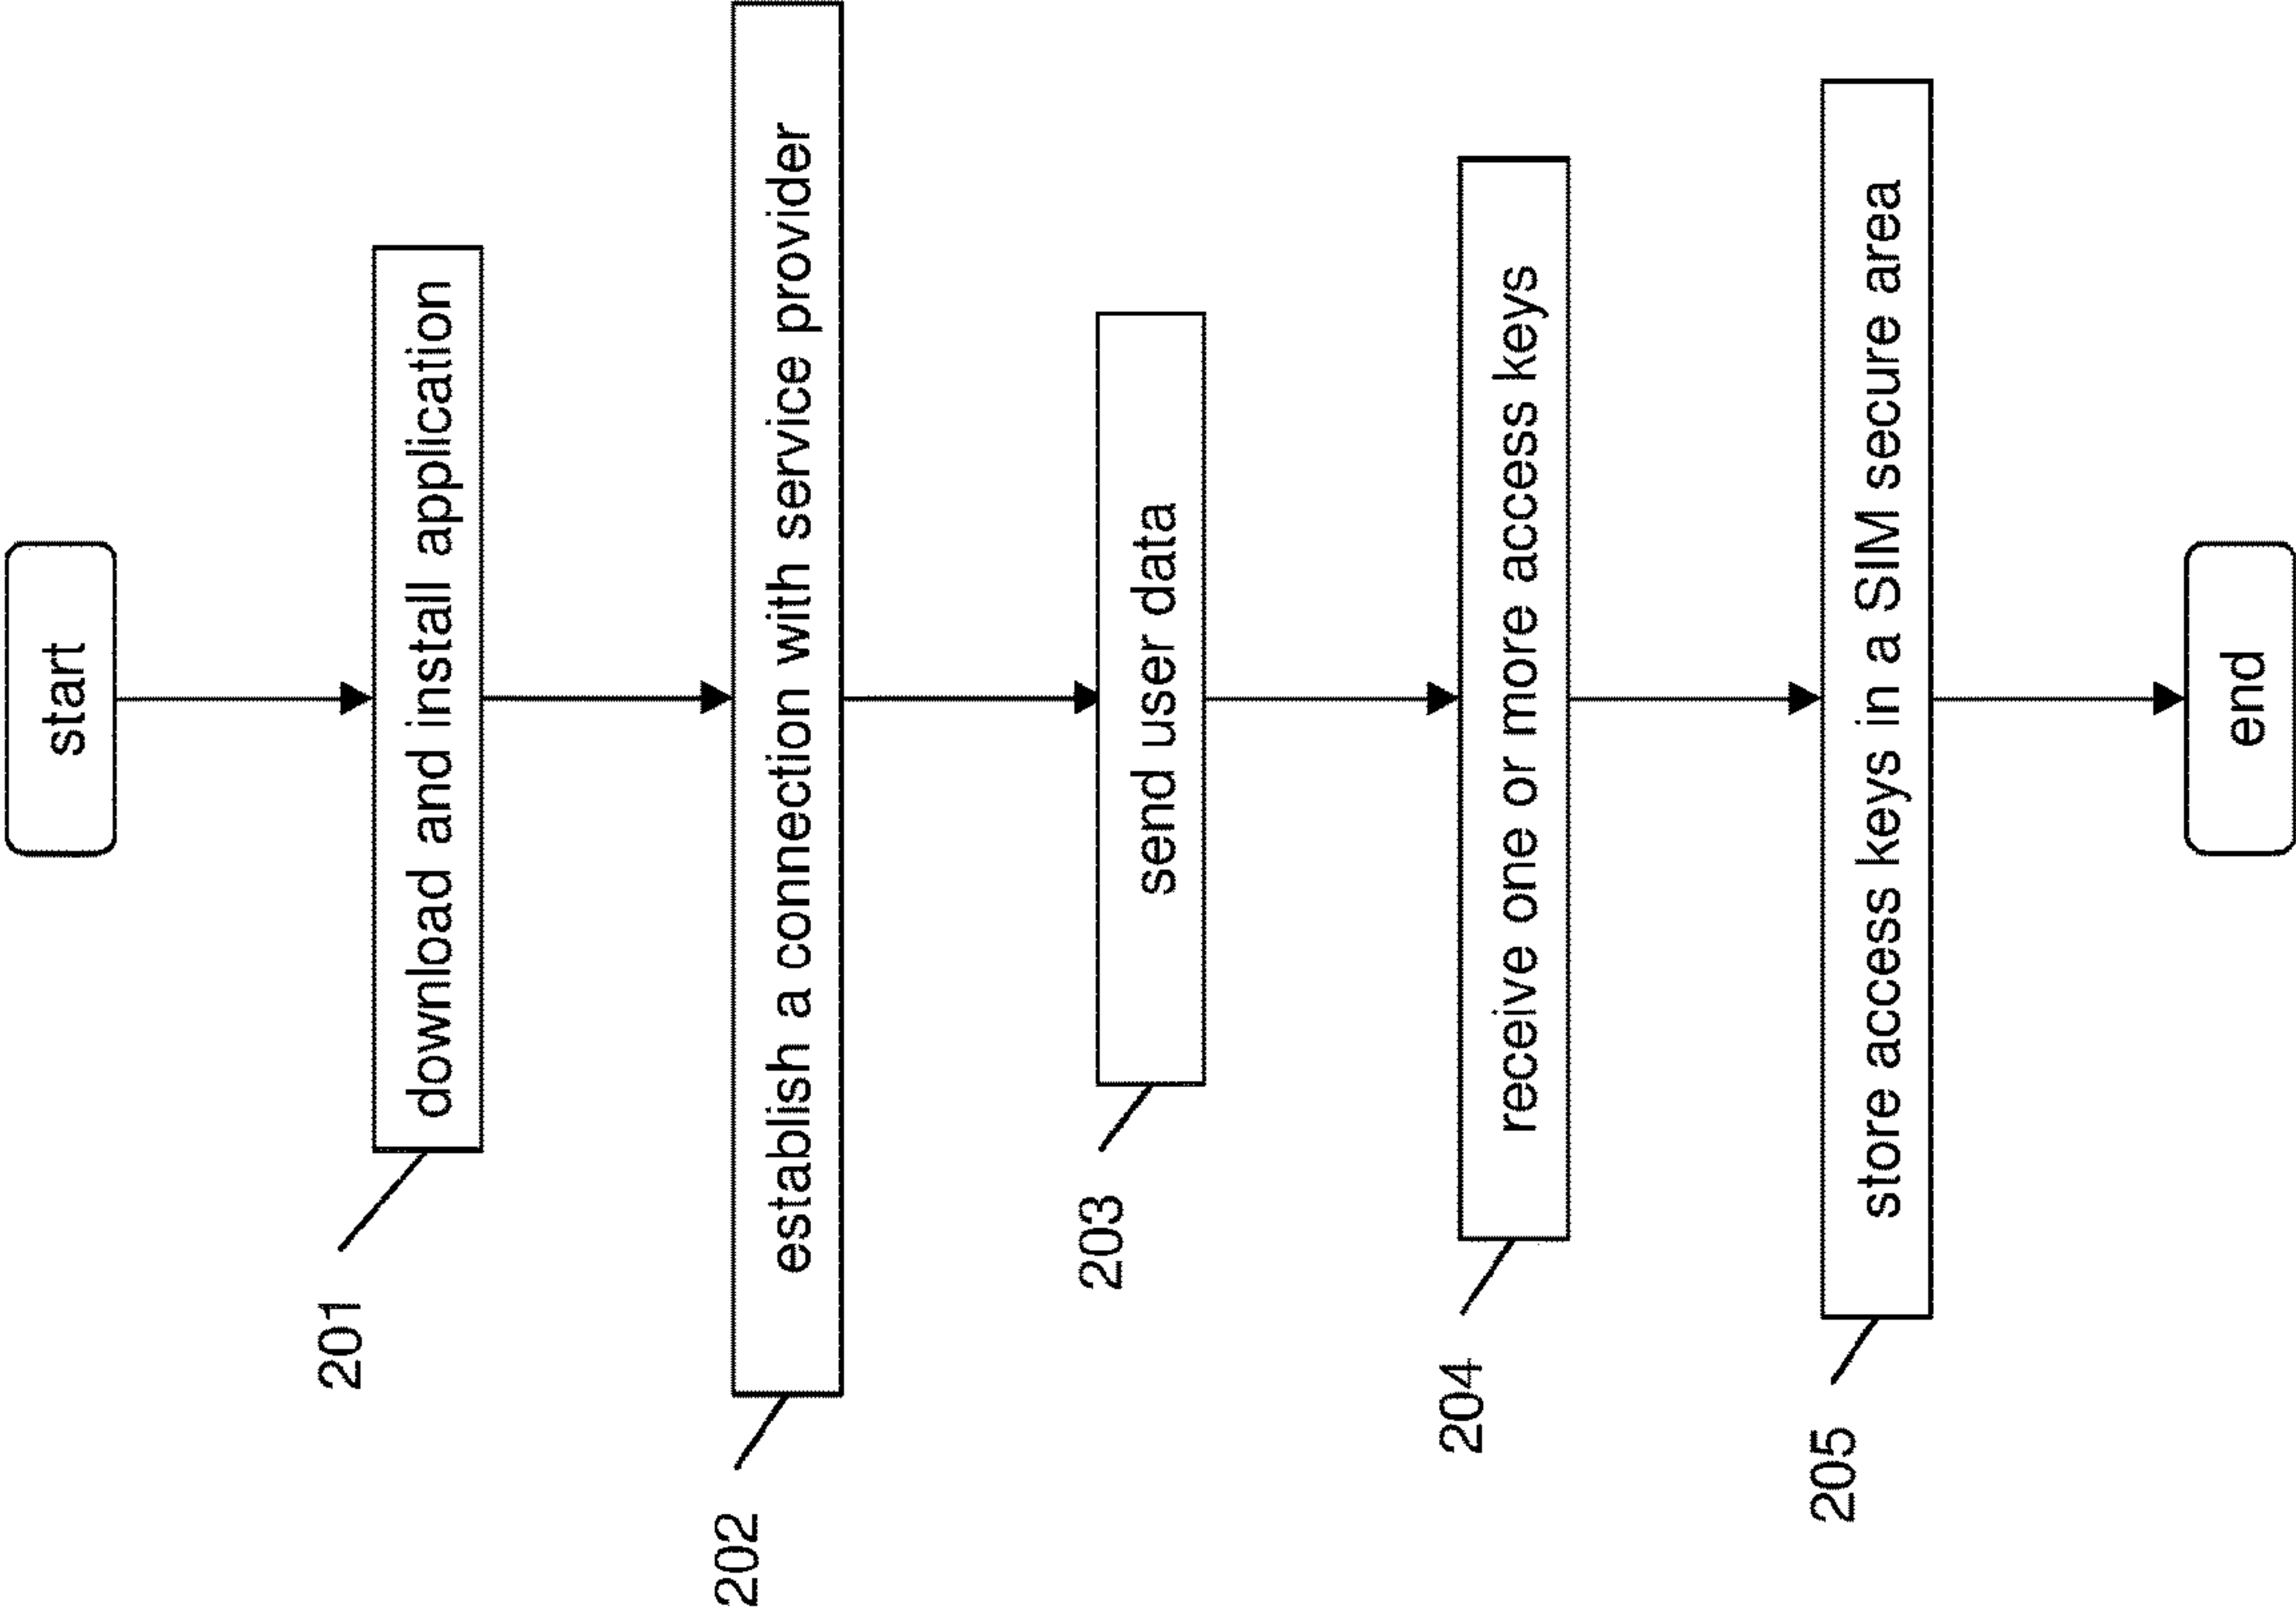 start
201
download and install application
202
establish a connection with service provider
203
send user data
204
receive one or more access keys
205
store access keys in a SIM secure area
end